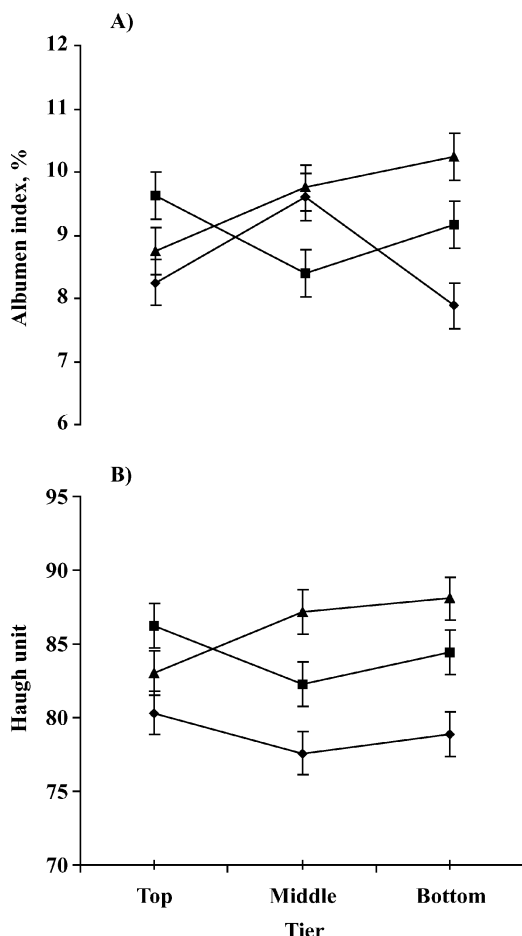 A)
Albumen index, %
12
11
10
9
8
7
6
B)
Haugh unit
95
90
85
80
75
70
Top Middle Bottom
Tier